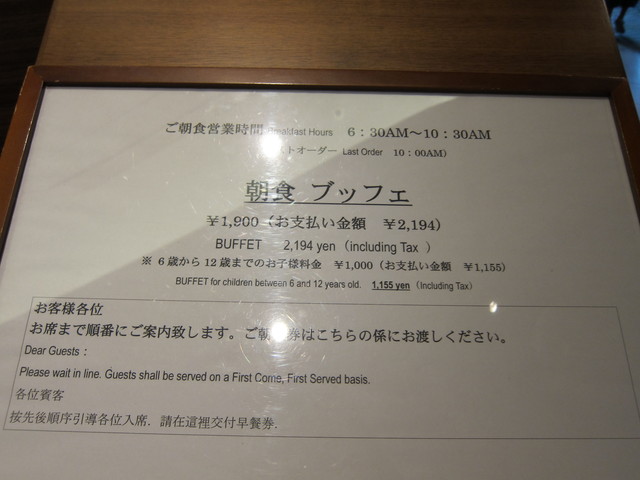 ご朝食営業時間 Breakfast Hours 6:30AM～10:30AM
トオーダー Last Order 10:00AM)
朝食 ブッフェ
￥1,900（お支払い金額 ￥2,194）
BUFFET 2,194 yen (including Tax )
※ 6歳から12歳までのお子様料金 ￥1,000（お支払い金額 ￥1,155）
BUFFET for children between 6 and 12 years old. 1,155 yen (Including Tax)
お客様各位
お席まで順番にご案内致します。ご朝 券はこちらの係にお渡しください。
Dear Guests :
Please wait in line. Guests shall be served on a First Come, First Served basis.
各位賓客
按先後順序引導各位入席．請在這裡交付早餐券.